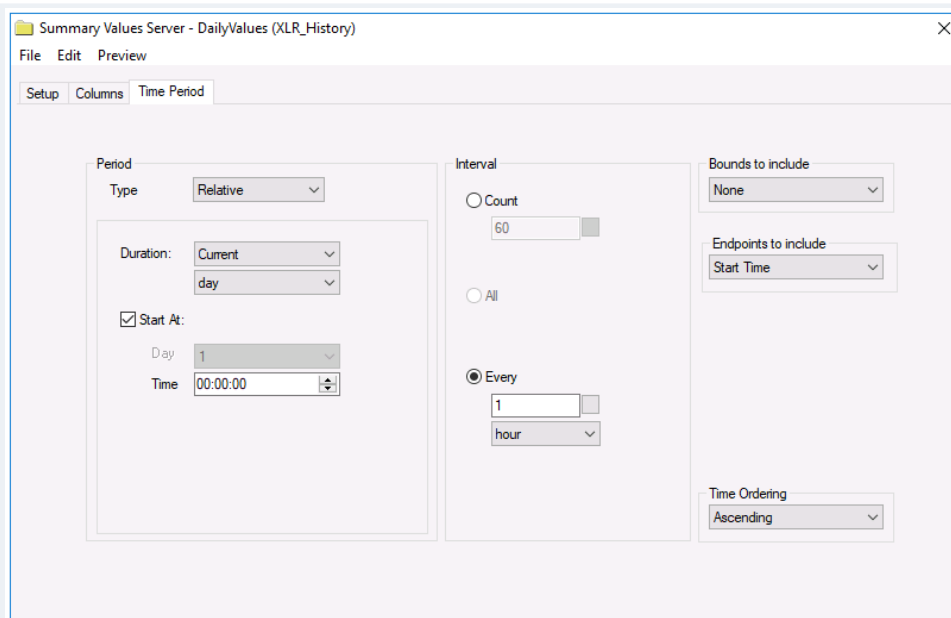 Summary Values Server - DailyValues (XLR_History)
File Edit Preview
Setup Columns Time Period
Period
Type Relative
Duration: Current
day
Start At:
Day 1
Time 00:00:00
Interval
Count
60
All
Every
1
hour
Bounds to include
None
Endpoints to include
Start Time
Time Ordering
Ascending